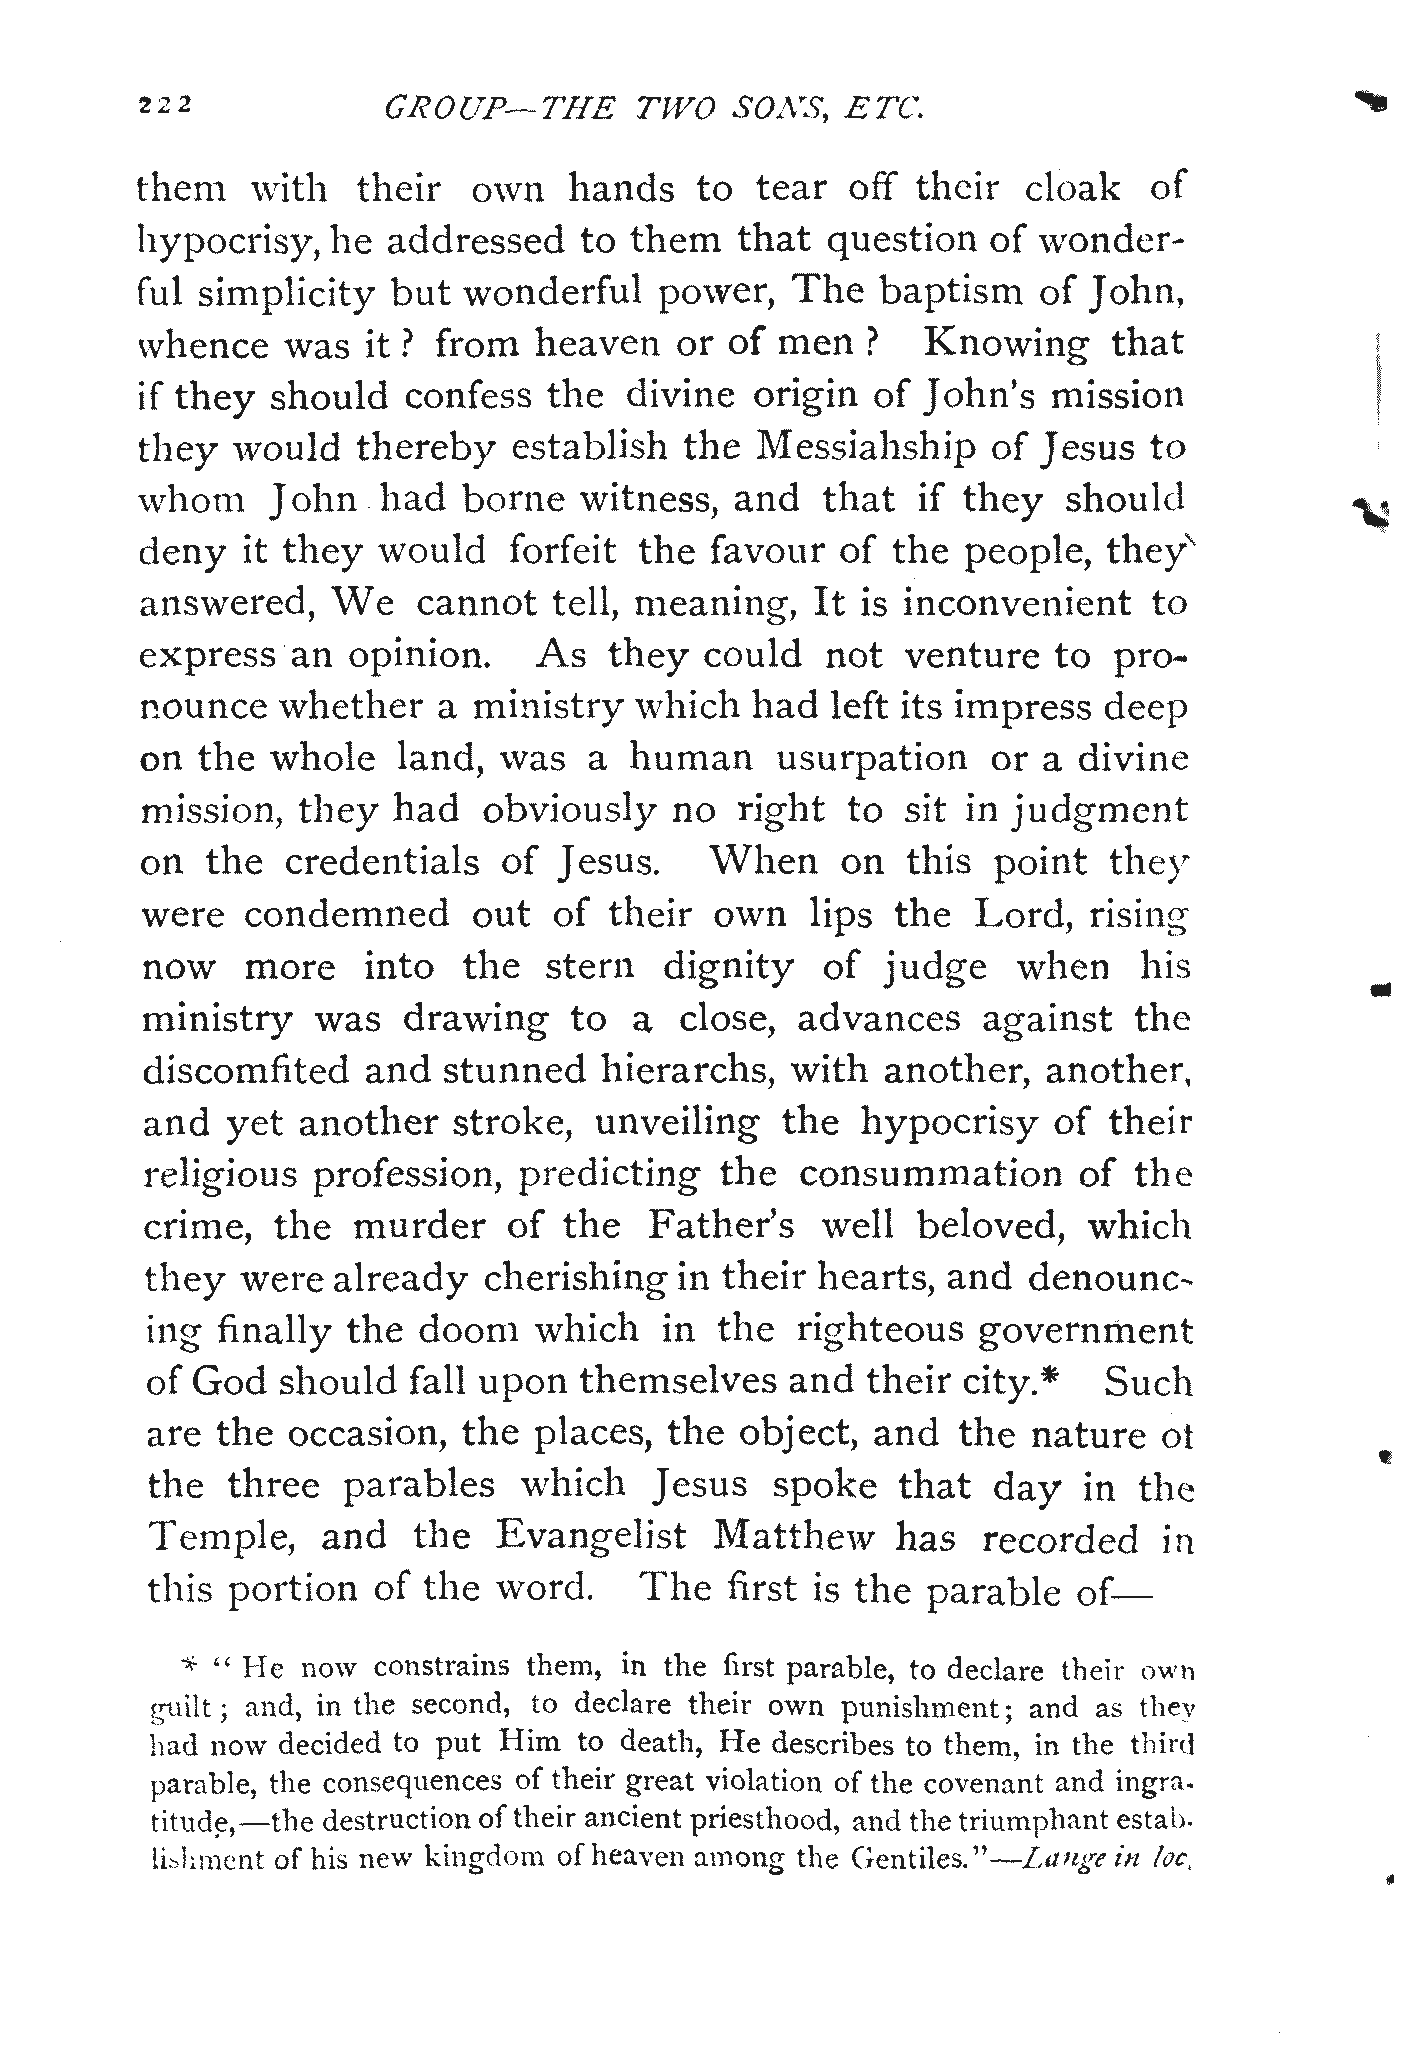 222 GROUP—THE TWO SONS, ETC.
them with their own hands to tear off their cloak of
hypocrisy, he addressed to them that question of wonder-
ful simplicity but wonderful power, The baptism of John,
whence was it ? from heaven or of men ? Knowing that
if they should confess the divine origin of John's mission
they would thereby establish the Messiahship of Jesus to
whom John had borne witness, and that if they should
deny it they would forfeit the favour of the people, they
answered, We cannot tell, meaning, It is inconvenient to
express an opinion. As they could not venture to pro-
nounce whether a ministry which had left its impress deep
on the whole land, was a human usurpation or a divine
mission, they had obviously no right to sit in judgment
on the credentials of Jesus. When on this point they
were condemned out of their own lips the Lord, rising
now more into the stern dignity of judge when his
ministry was drawing to a close, advances against the
discomfited and stunned hierarchs, with another, another,
and yet another stroke, unveiling the hypocrisy of their
religious profession, predicting the consummation of the
crime, the murder of the Father's well beloved, which
they were already cherishing in their hearts, and denounc-
ing finally the doom which in the righteous government
of God should fall upon themselves and their city.* Such
are the occasion, the places, the object, and the nature of
the three parables which Jesus spoke that day in the
Temple, and the Evangelist Matthew has recorded in
this portion of the word. The first is the parable of—
* " He now constrains them, in the first parable, to declare their own
guilt ; and, in the second, to declare their own punishment; and as they
had now decided to put Him to death, He describes to them, in the third
parable, the consequences of their great violation of the covenant and ingra-
titude,—the destruction of their ancient priesthood, and the triumphant estab-
lishment of his new kingdom of heaven among the Gentiles."—Lange in loc.